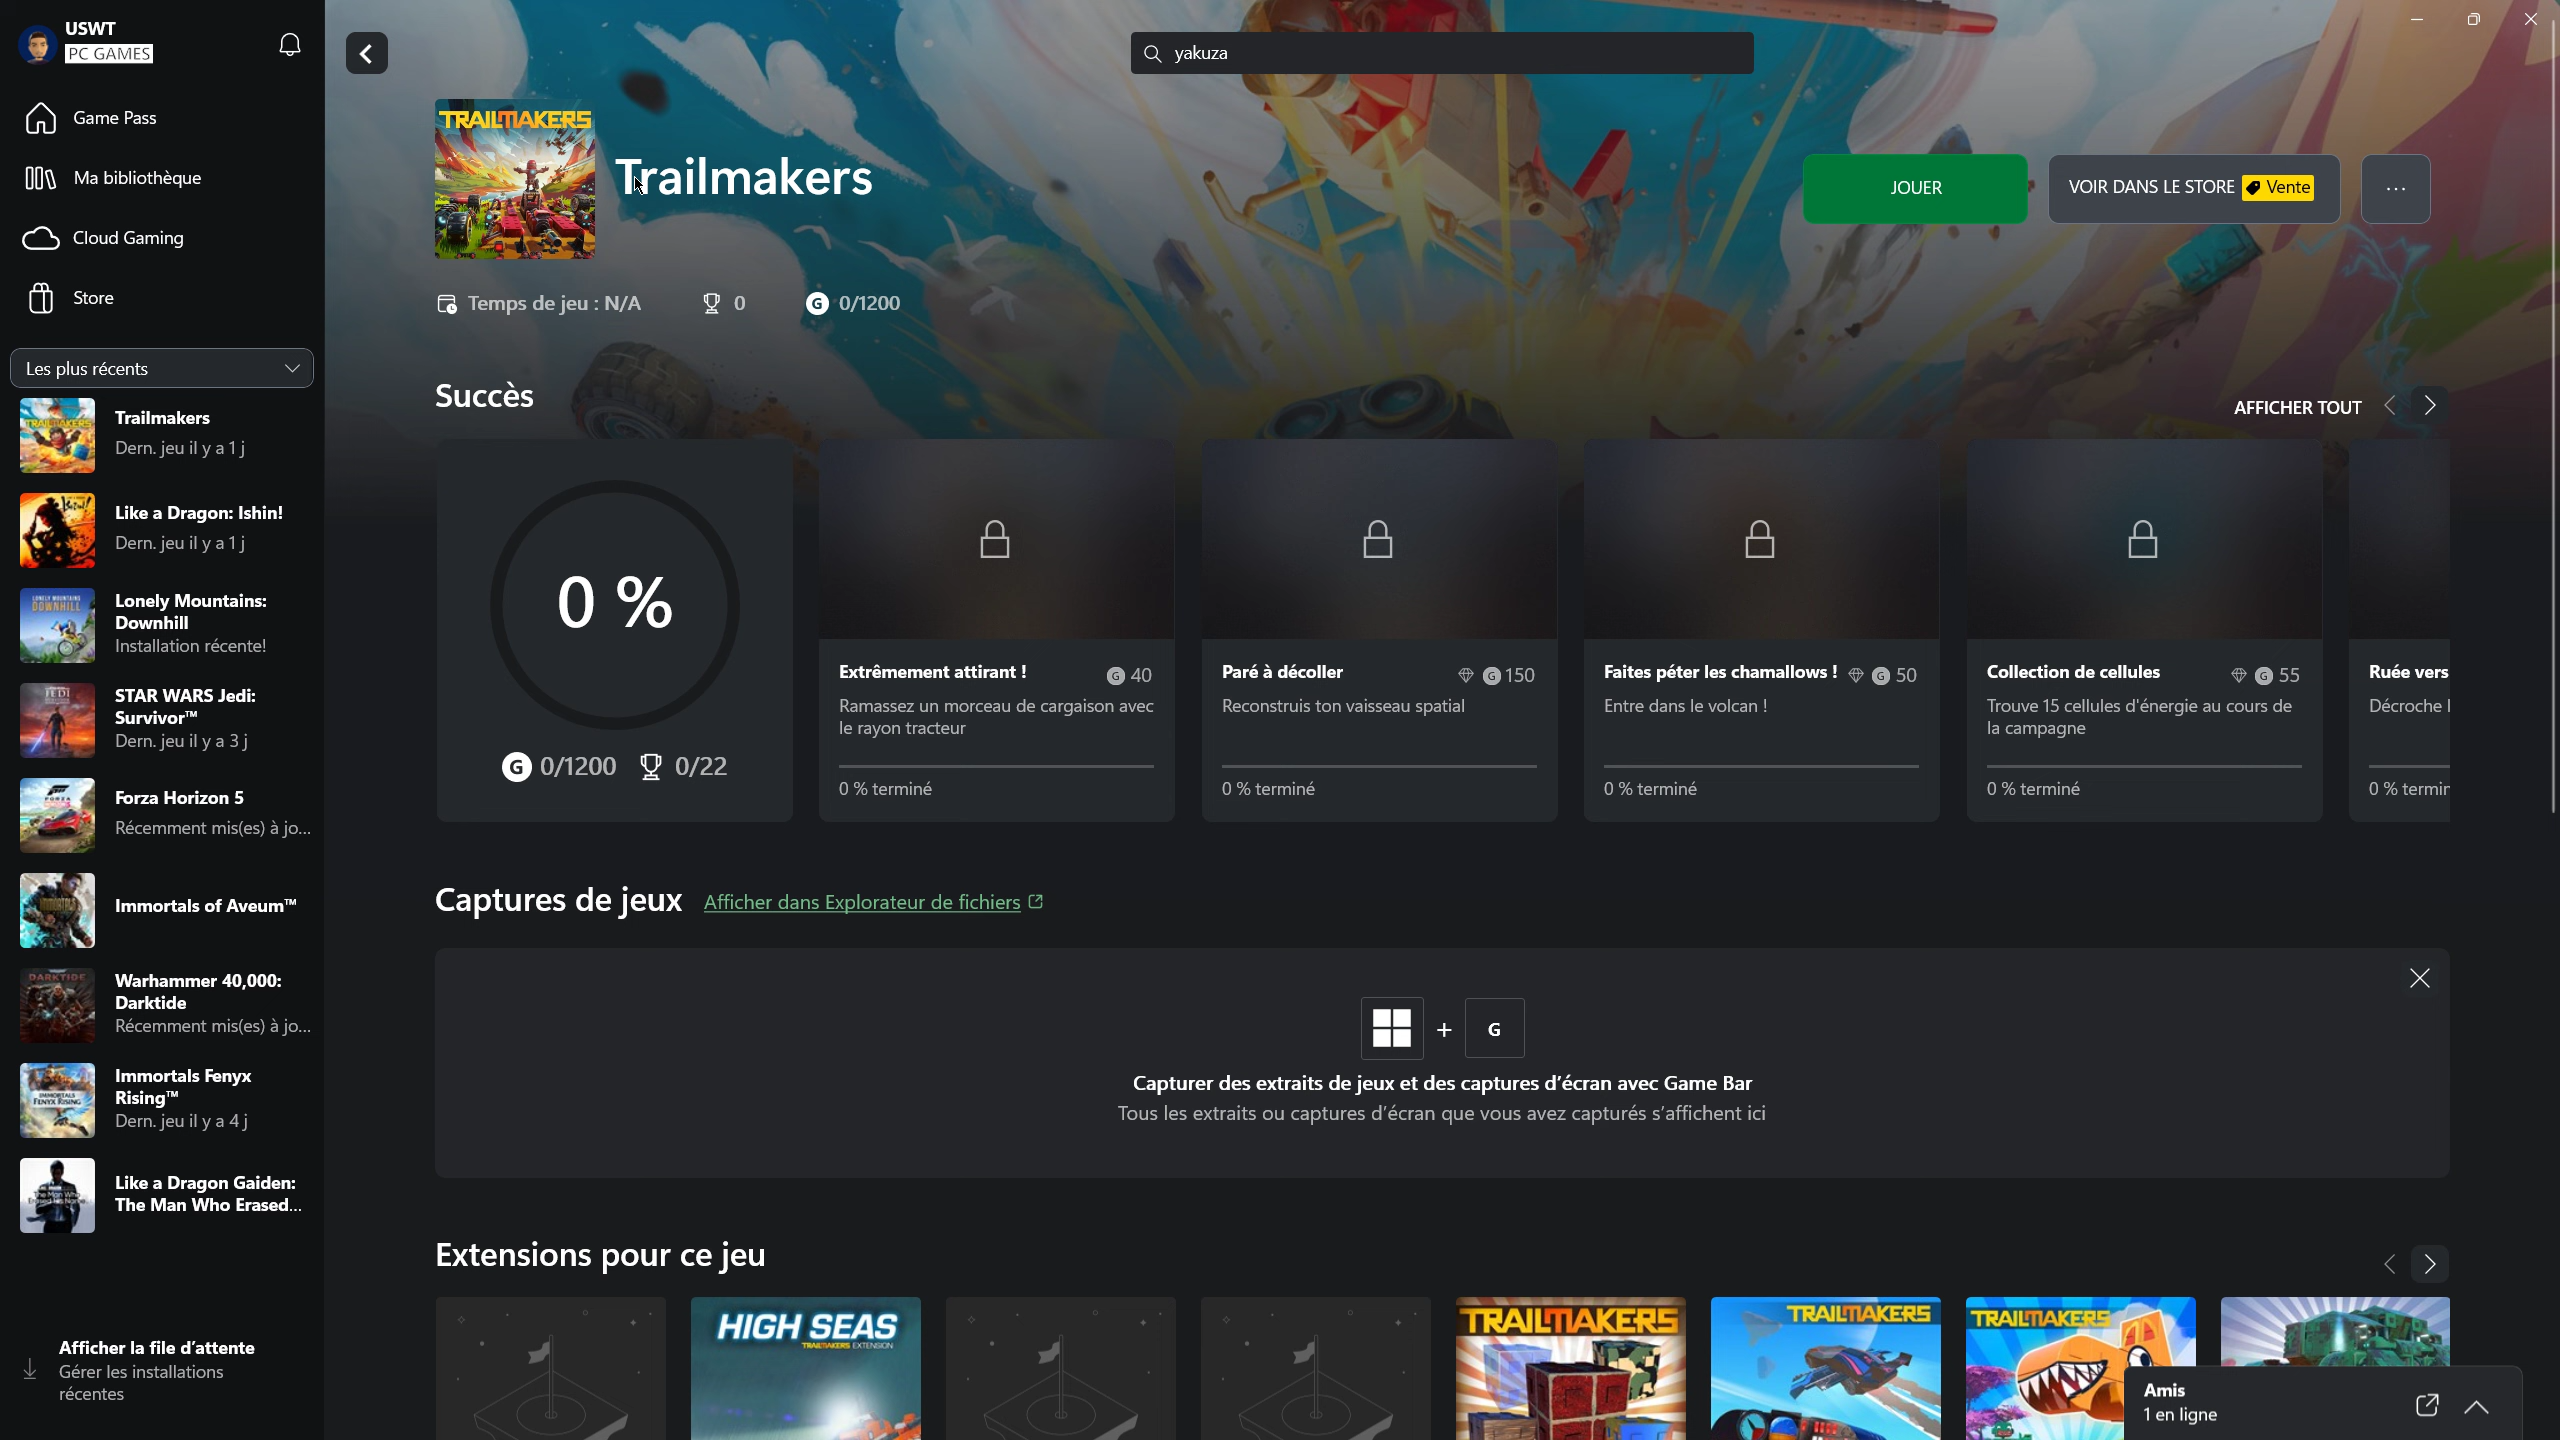 USWT
PC GAMES
Game Pass
Ma bibliothèque
Cloud Gaming
Store
Les plus récents
Trailmakers
Dern. jeu il y a 1 j
Like a Dragon: Ishin!
Dern. jeu il y a 1 j
Lonely Mountains:
Downhill
Installation récente!
STAR WARS Jedi:
Survivor™
Dern. jeu il y a 3 j
Forza Horizon 5
Récemment mis(es) à jo...
Immortals of Aveum™
Warhammer 40,000:
Darktide
Récemment mis(es) à jo...
Immortals Fenyx
Rising™
Dern. jeu il y a 4 j
Like a Dragon Gaiden:
The Man Who Erased...
Afficher la file d'attente
Gérer les installations
récentes
yakuza
TRAILMAKERS
Trailmakers
JOUER
VOIR DANS LE STORE Vente
...
Temps de jeu : N/A 0 G 0/1200
Succès
AFFICHER TOUT
0 %
G 0/1200 0/22
Extrêmement attirant ! G 40
Ramassez un morceau de cargaison avec
le rayon tracteur
0 % terminé
Paré à décoller G 150
Reconstruis ton vaisseau spatial
0 % terminé
Faites péter les chamallows ! G 50
Entre dans le volcan !
0 % terminé
Collection de cellules G 55
Trouve 15 cellules d'énergie au cours de
la campagne
0 % terminé
Ruée vers
Décroche
0 % termin
Captures de jeux Afficher dans Explorateur de fichiers
+ G
Capturer des extraits de jeux et des captures d'écran avec Game Bar
Tous les extraits ou captures d'écran que vous avez capturés s'affichent ici
Extensions pour ce jeu
HIGH SEAS
TRAILMAKERS EXTENSION
TRAILMAKERS
TRAILMAKERS
TRAILMAKERS
Amis
1 en ligne